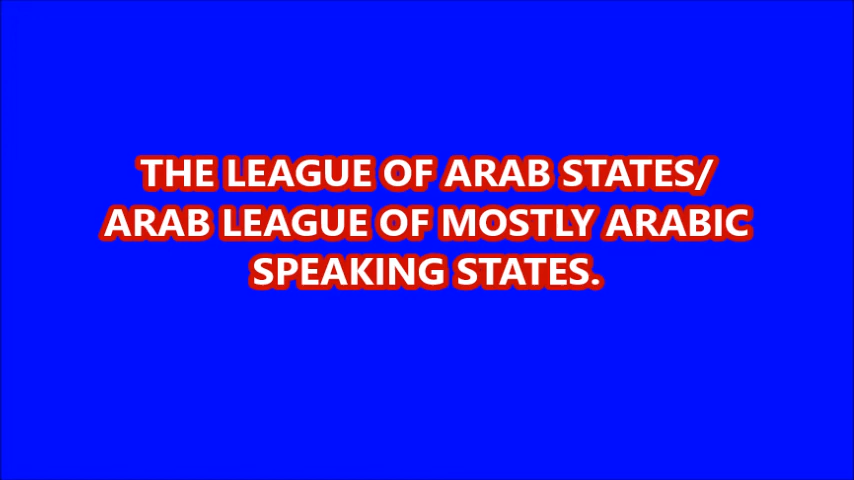 THE LEAGUE OF ARAB STATES/
ARAB LEAGUE OF MOSTLY ARABIC
SPEAKING STATES.